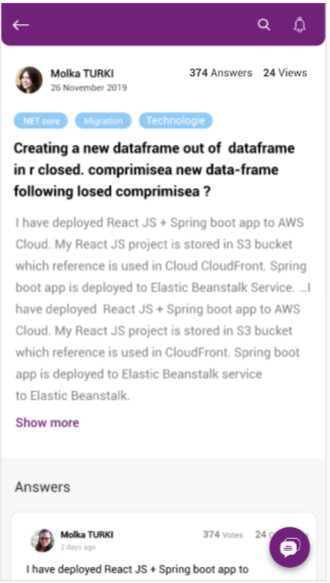 Molka TURKI
374 Answers 24 Views
26 November 2019
.NET core Migration Technologie
Creating a new dataframe out of dataframe
in r closed. comprimisea new data-frame
following losed comprimisea ?
I have deployed React JS + Spring boot app to AWS
Cloud. My React JS project is stored in S3 bucket
which reference is used in Cloud CloudFront. Spring
boot app is deployed to Elastic Beanstalk Service. ...I
have deployed React JS + Spring boot app to AWS
Cloud. My React JS project is stored in S3 bucket
which reference is used in CloudFront. Spring boot
app is deployed to Elastic Beanstalk service
to Elastic Beanstalk.
Show more
Answers
Molka TURKI
374 Votes 24
2 days ago
I have deployed React JS + Spring boot app to